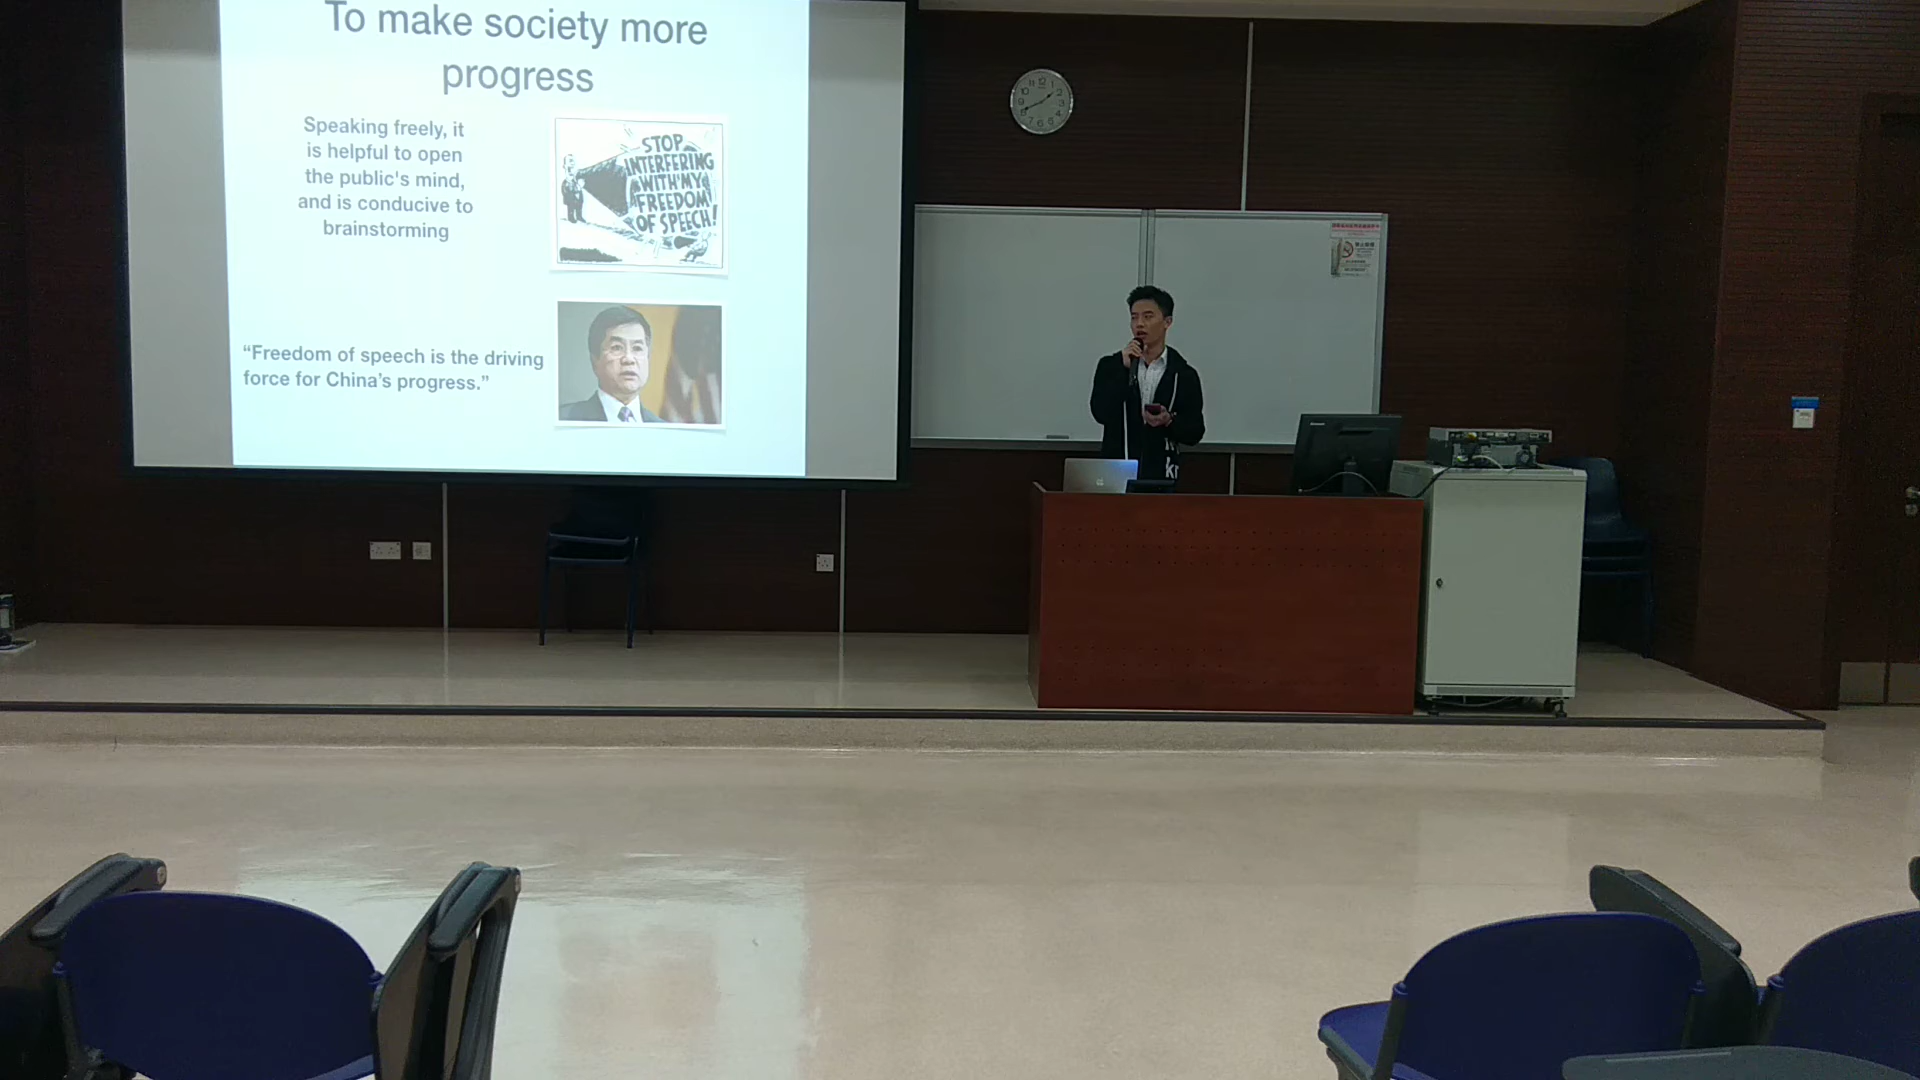 To make society more
progress
Speaking freely, it
is helpful to open
the public's mind,
and is conducive to
brainstorming
STOP
INTERFERING
WITH MY
FREEDOM
OF SPEECH!
“Freedom of speech is the driving
force for China’s progress.”